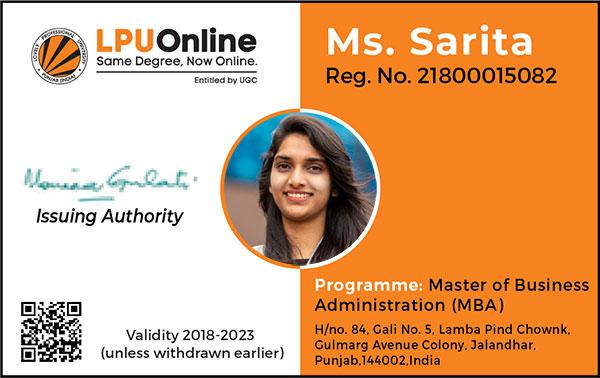 LOVELY PROFESSIONAL UNIVERSITY
PUNJAB (INDIA)
LPUOnline
Same Degree, Now Online.
Entitled by UGC
Ms. Sarita
Reg. No. 21800015082
Issuing Authority
Validity 2018-2023
(unless withdrawn earlier)
Programme: Master of Business
Administration (MBA)
H/no. 84, Gali No. 5, Lamba Pind Chownk,
Gulmarg Avenue Colony, Jalandhar,
Punjab,144002,India